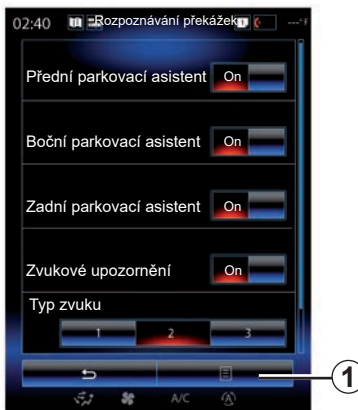 02:40 Rozpoznávání překážek ---°F
Přední parkovací asistent On
Boční parkovací asistent On
Zadní parkovací asistent On
Zvukové upozornění On
Typ zvuku
1 2 3
A/C
1